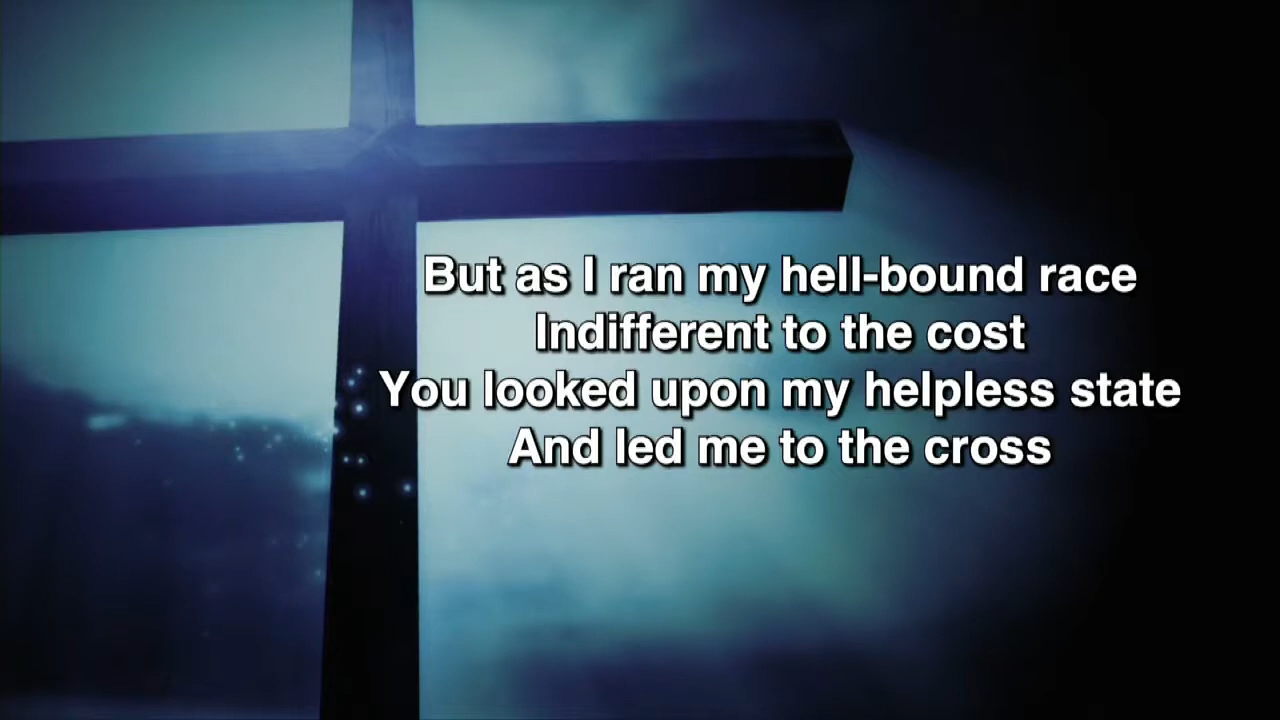 But as I ran my hell-bound race
Indifferent to the cost
You looked upon my helpless state
And led me to the cross